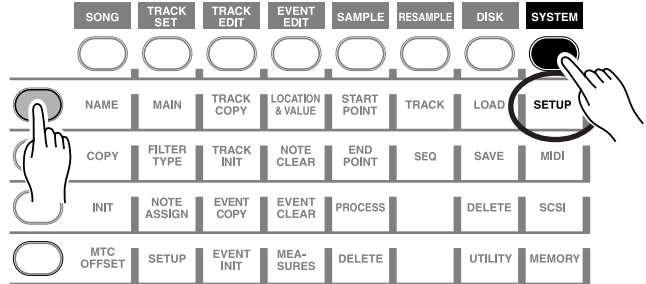 SONG TRACK SET TRACK EDIT EVENT EDIT SAMPLE RESAMPLE DISK SYSTEM
NAME MAIN TRACK COPY LOCATION & VALUE START POINT TRACK LOAD SETUP
COPY FILTER TYPE TRACK INIT NOTE CLEAR END POINT SEQ SAVE MIDI
INIT NOTE ASSIGN EVENT COPY EVENT CLEAR PROCESS DELETE SCSI
MTC OFFSET SETUP EVENT INIT MEA- SURES DELETE UTILITY MEMORY